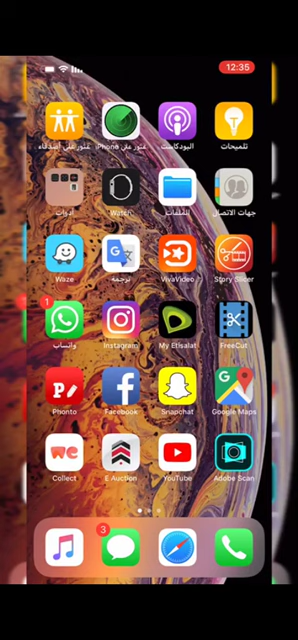 12:35
تلميحات
البودكاست
عثور على iPhone
عثور على أصدقاء
جهات الاتصال
الملفات
Watch
أدوات
Story Slicer
VivaVideo
ترجمة
Waze
FreeCut
My Etisalat
Instagram
1
واتساب
Google Maps
Snapchat
Facebook
Phonto
Adobe Scan
YouTube
E Auction
Collect
3